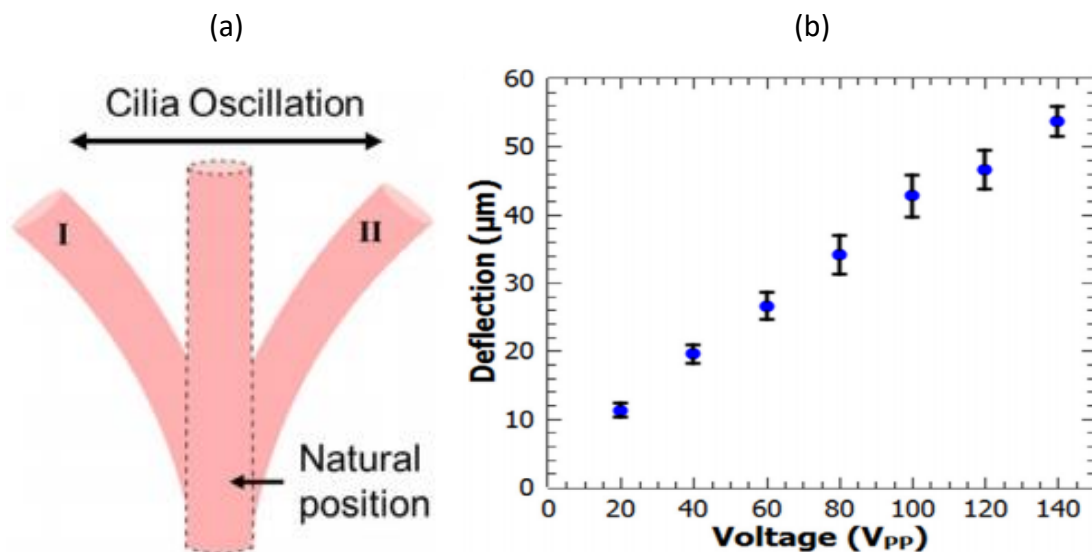 (a)
Cilia Oscillation
I
II
Natural
position
(b)
60
50
40
30
20
10
0
Deflection (µm)
0 20 40 60 80 100 120 140
Voltage (VPP)